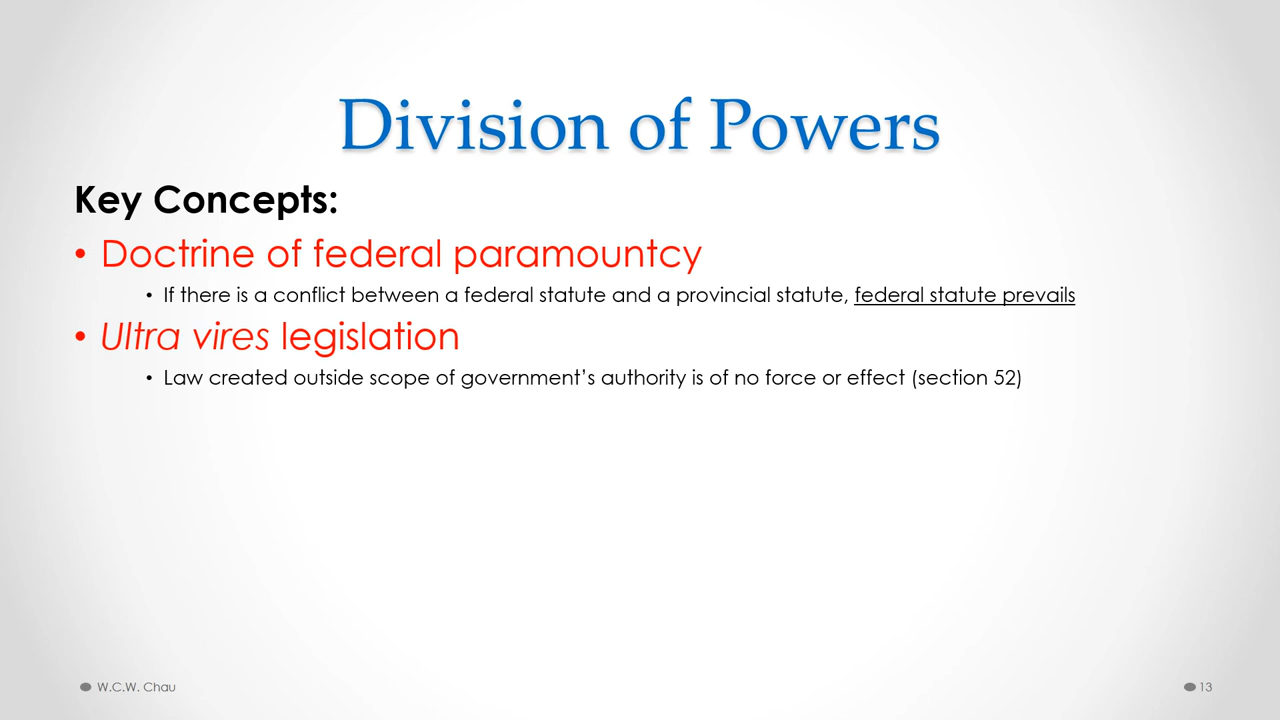 Division of Powers
Key Concepts:
• Doctrine of federal paramountcy
• If there is a conflict between a federal statute and a provincial statute, federal statute prevails
• Ultra vires legislation
• Law created outside scope of government’s authority is of no force or effect (section 52)
W.C.W. Chau
13